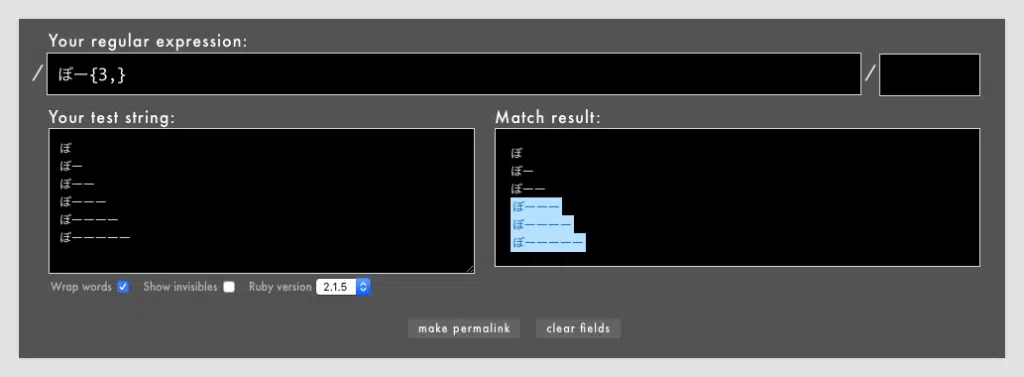 Your regular expression:
/ ぼー{3,} /
Your test string:
ぼ
ぼー
ぼーー
ぼーーー
ぼーーーー
ぼーーーーー
Match result:
ぼ
ぼー
ぼーー
ぼーーー
ぼーーーー
ぼーーーーー
Wrap words Show invisibles Ruby version 2.1.5
make permalink clear fields